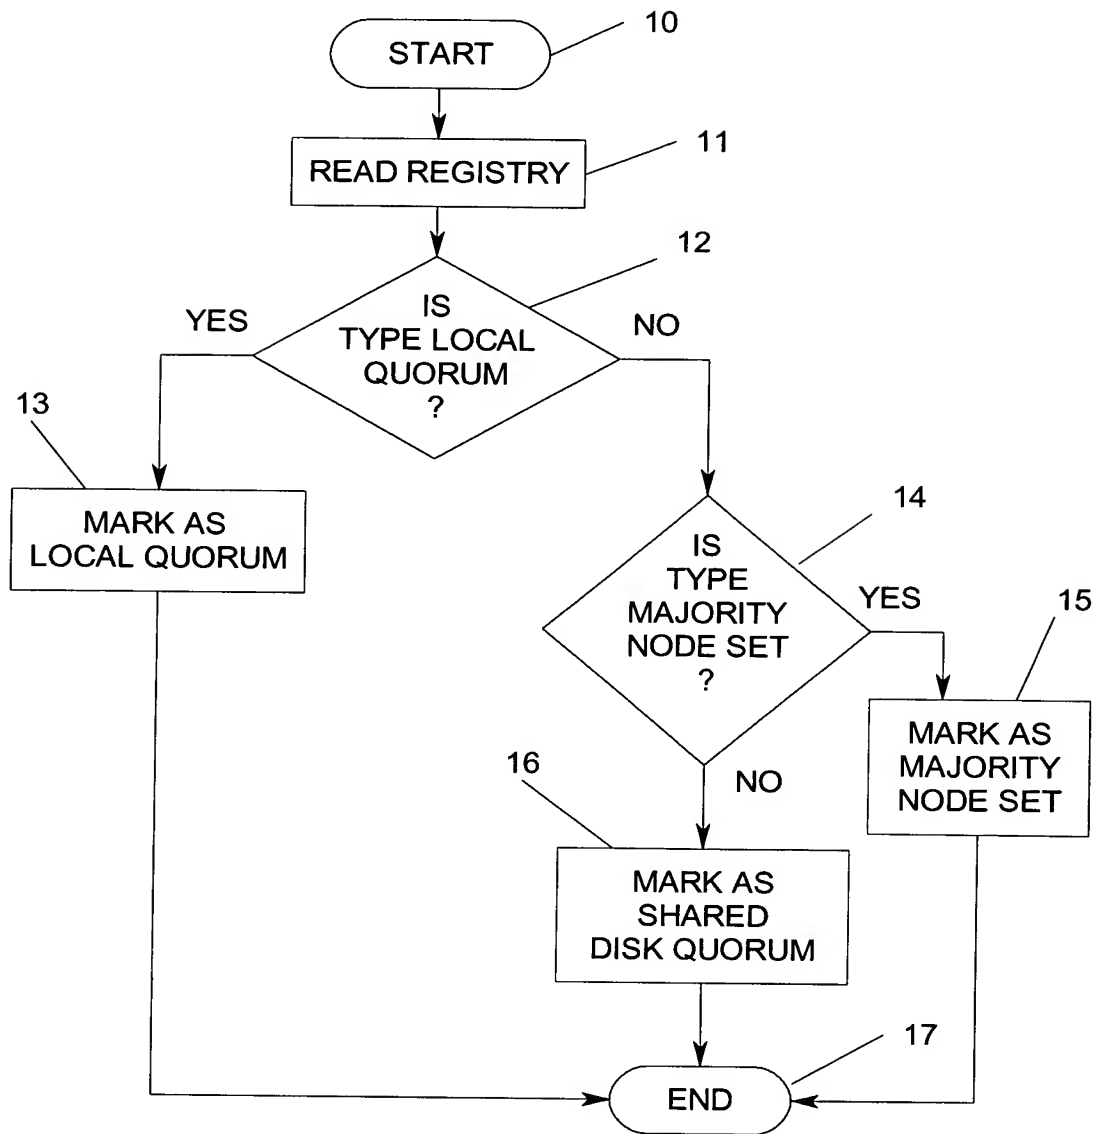 10
START
11
READ REGISTRY
12
IS
TYPE LOCAL
QUORUM
?
YES
NO
13
MARK AS
LOCAL QUORUM
14
IS
TYPE
MAJORITY
NODE SET
?
YES
15
MARK AS
MAJORITY
NODE SET
NO
16
MARK AS
SHARED
DISK QUORUM
17
END